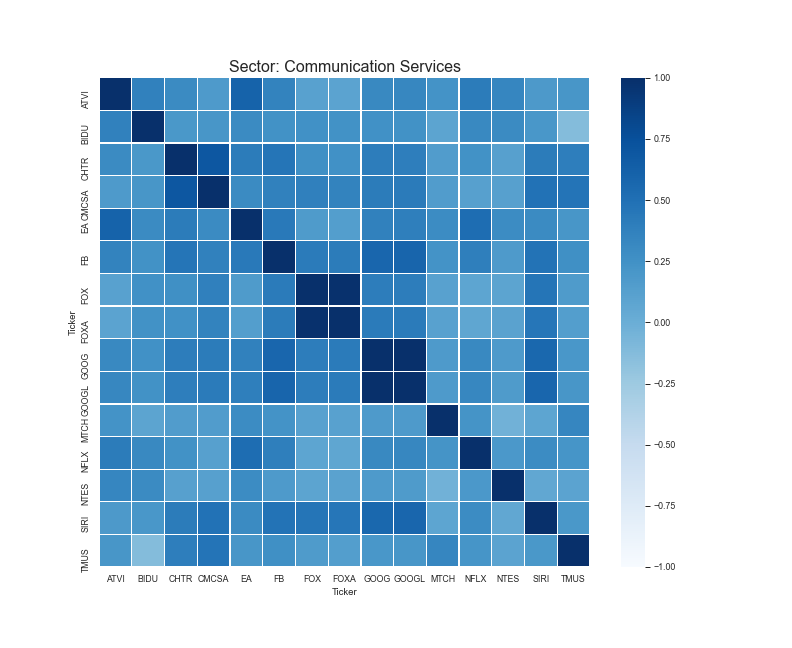 Sector: Communication Services
Ticker
ATVI
BIDU
CHTR
CMCSA
EA
FB
FOX
FOXA
GOOG
GOOGL
MTCH
NFLX
NTES
SIRI
TMUS
1.00
0.75
0.50
0.25
0.00
−0.25
−0.50
−0.75
−1.00
ATVI BIDU CHTR CMCSA EA FB FOX FOXA GOOG GOOGL MTCH NFLX NTES SIRI TMUS
Ticker